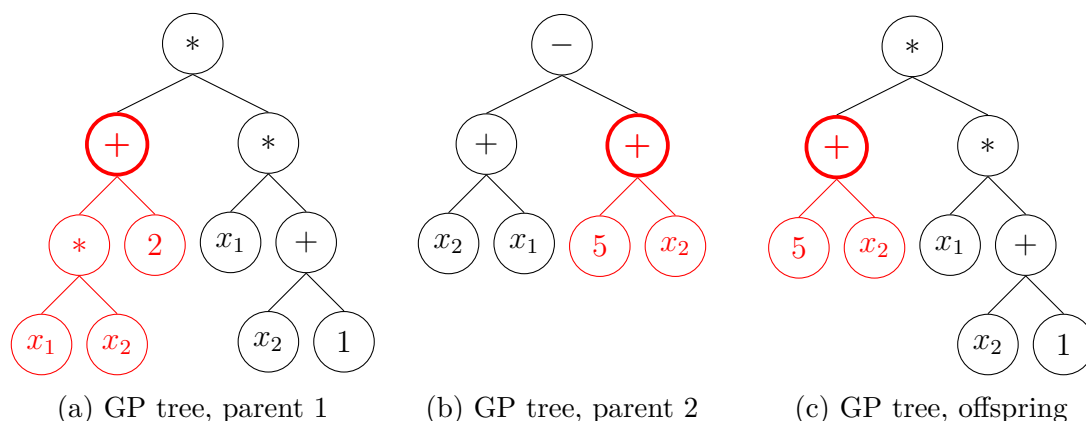 * − *
+ * + + + *
* 2 x₁ + x₂ x₁ 5 x₂ 5 x₂ x₁ +
x₁ x₂ x₂ 1 x₂ 1
(a) GP tree, parent 1
(b) GP tree, parent 2
(c) GP tree, offspring